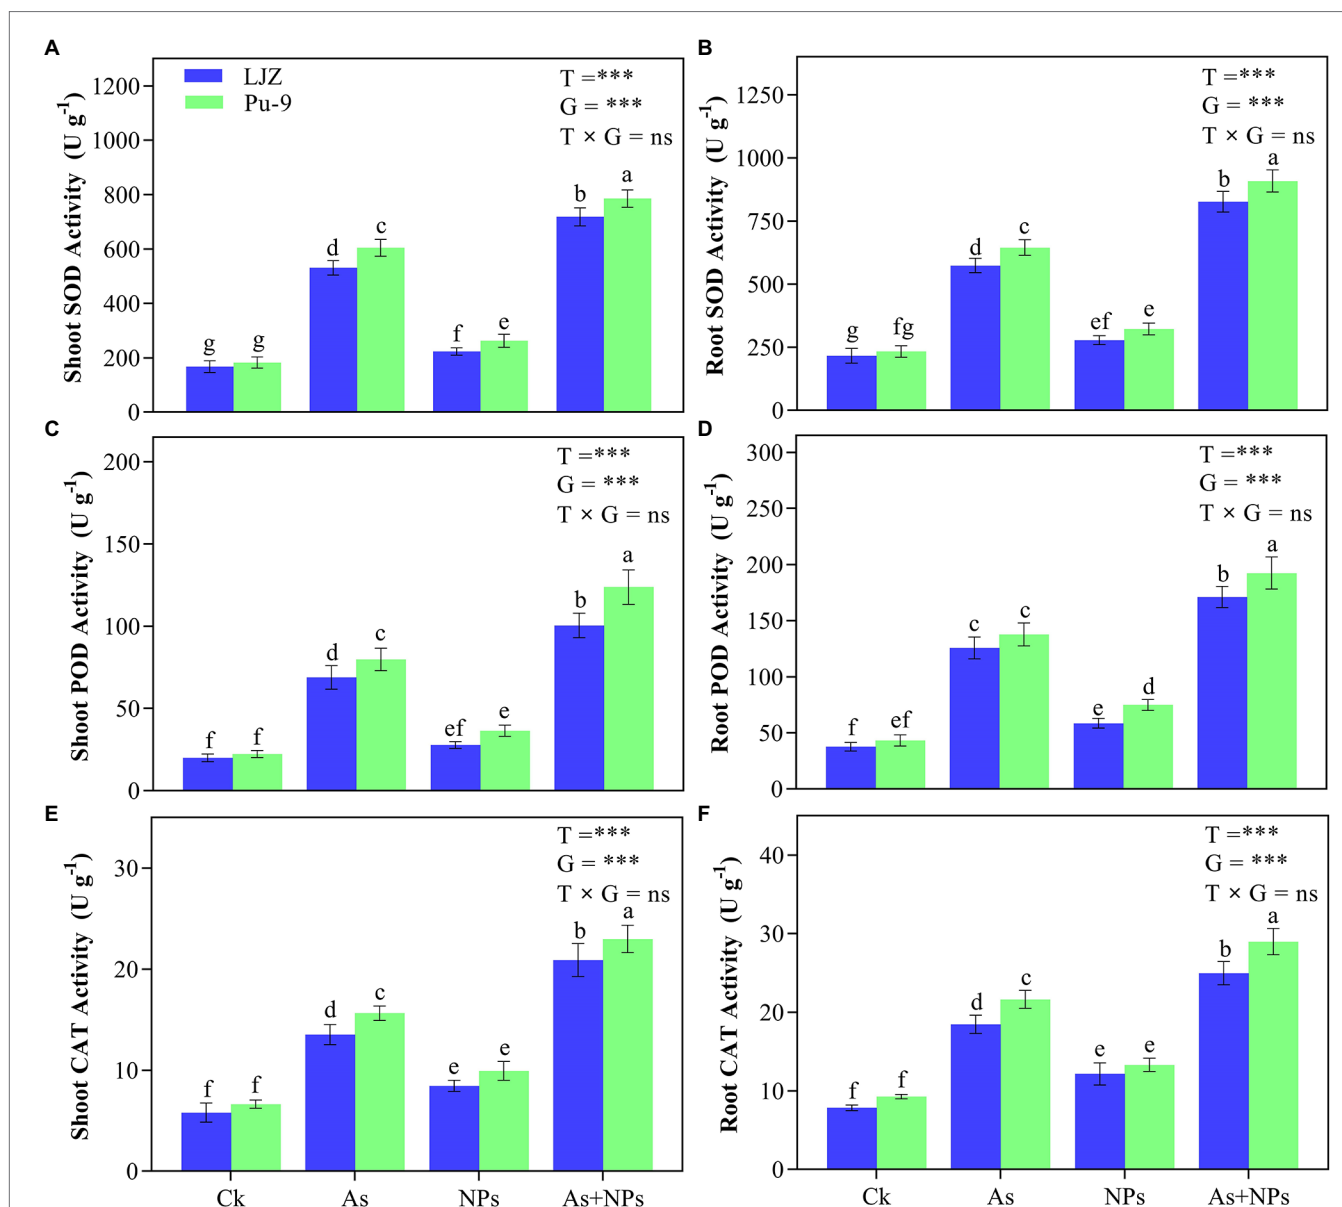 A
Shoot SOD Activity (U g⁻¹)
1200
1000
800
600
400
200
0
LJZ
Pu-9
T =***
G = ***
T × G = ns
g
g
d
c
f
e
b
a
B
Root SOD Activity (U g⁻¹)
1250
1000
750
500
250
0
T =***
G = ***
T × G = ns
g
fg
d
c
ef
e
b
a
C
Shoot POD Activity (U g⁻¹)
200
150
100
50
0
T =***
G = ***
T × G = ns
f
f
d
c
ef
e
b
a
D
Root POD Activity (U g⁻¹)
300
250
200
150
100
50
0
T =***
G = ***
T × G = ns
f
ef
c
c
e
d
b
a
E
Shoot CAT Activity (U g⁻¹)
30
20
10
0
T =***
G = ***
T × G = ns
f
f
d
c
e
e
b
a
Ck
As
NPs
As+NPs
F
Root CAT Activity (U g⁻¹)
40
30
20
10
0
T =***
G = ***
T × G = ns
f
f
d
c
e
e
b
a
Ck
As
NPs
As+NPs